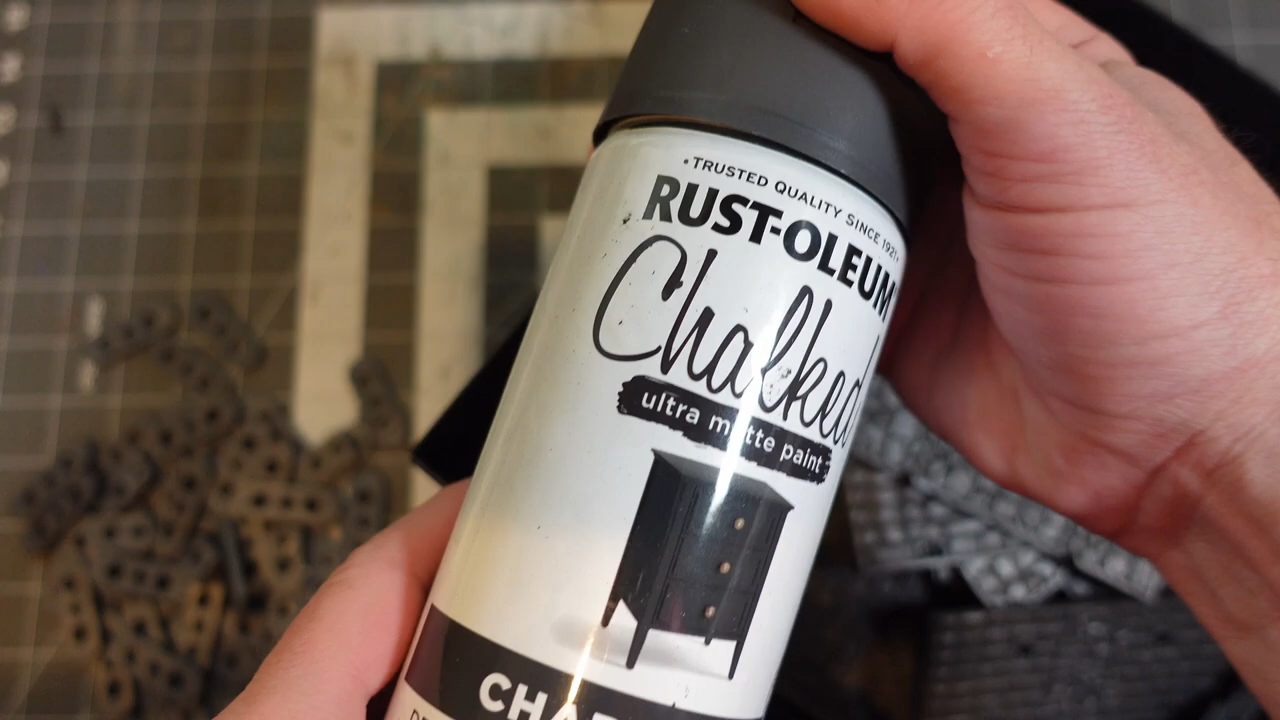 • TRUSTED QUALITY SINCE 1921 •
RUST-OLEUM
Chalked
ultra matte paint